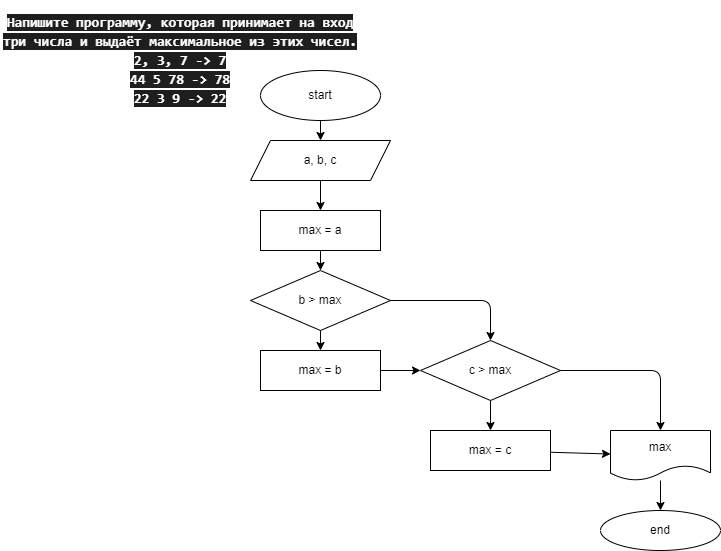 Напишите программу, которая принимает на вход
три числа и выдаёт максимальное из этих чисел.
2, 3, 7 -> 7
44 5 78 -> 78
22 3 9 -> 22
start
a, b, c
max = a
b > max
max = b
c > max
max = c
max
end